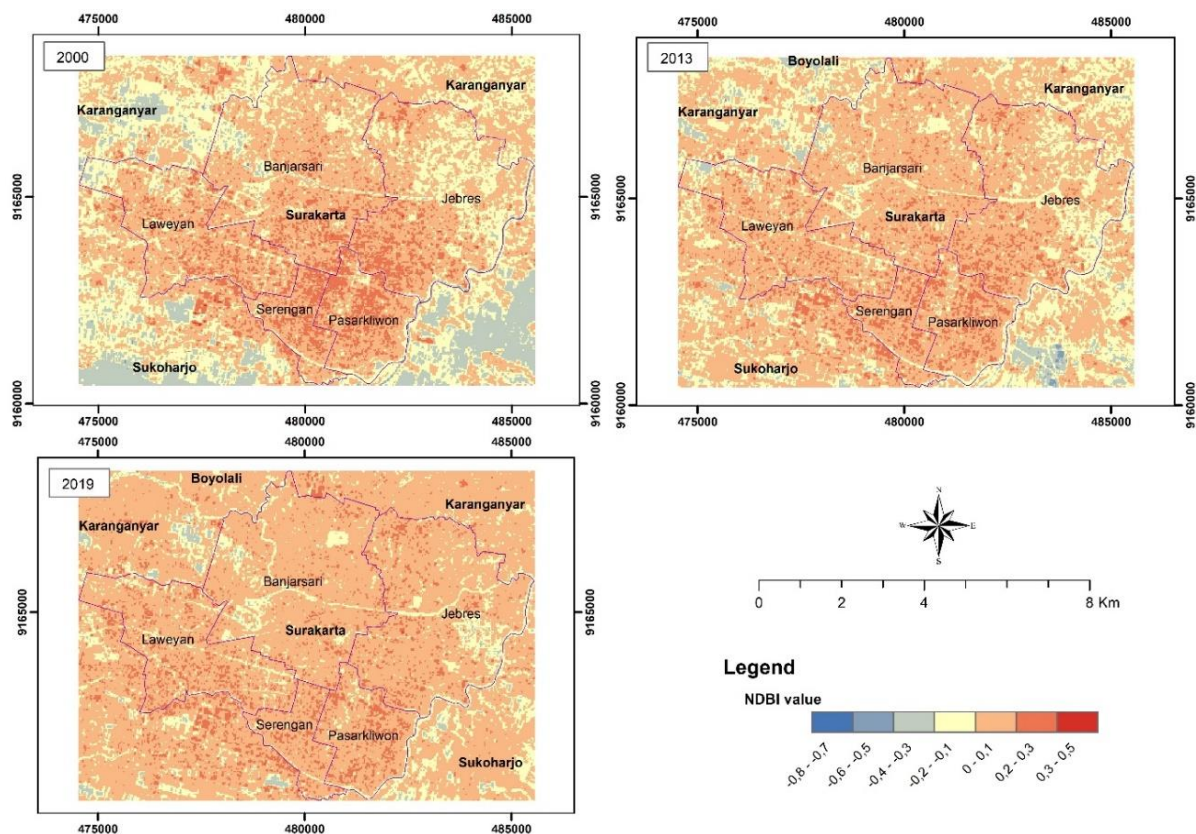 475000 480000 485000
2000
Karanganyar
Karanganyar
Banjarsari
Jebres
Surakarta
Laweyan
Serengan
Pasarkliwon
Sukoharjo
9165000
9160000
475000 480000 485000
475000 480000 485000
2013
Boyolali
Karanganyar
Karanganyar
Banjarsari
Jebres
Surakarta
Laweyan
Serengan
Pasarkliwon
Sukoharjo
9165000
9165000
9160000
9160000
475000 480000 485000
475000 480000 485000
2019
Boyolali
Karanganyar
Karanganyar
Banjarsari
Jebres
Surakarta
Laweyan
Serengan
Pasarkliwon
Sukoharjo
9165000
9165000
9160000
9160000
475000 480000 485000
N
W E
S
0 2 4 8 Km
Legend
NDBI value
-0,8 - -0,7
-0,6 - -0,5
-0,4 - -0,3
-0,2 - -0,1
0 - 0,1
0,2 - 0,3
0,3 - 0,5